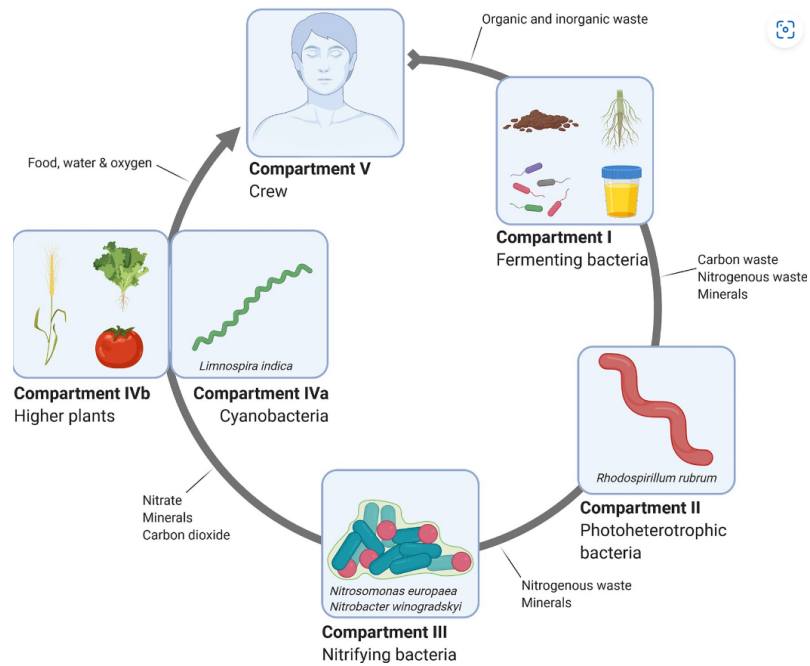 Organic and inorganic waste
Compartment V
Crew
Food, water & oxygen
Compartment I
Fermenting bacteria
Carbon waste
Nitrogenous waste
Minerals
Limnospira indica
Compartment IVb
Higher plants
Compartment IVa
Cyanobacteria
Rhodospirillum rubrum
Compartment II
Photoheterotrophic
bacteria
Nitrate
Minerals
Carbon dioxide
Nitrogenous waste
Minerals
Nitrosomonas europaea
Nitrobacter winogradskyi
Compartment III
Nitrifying bacteria